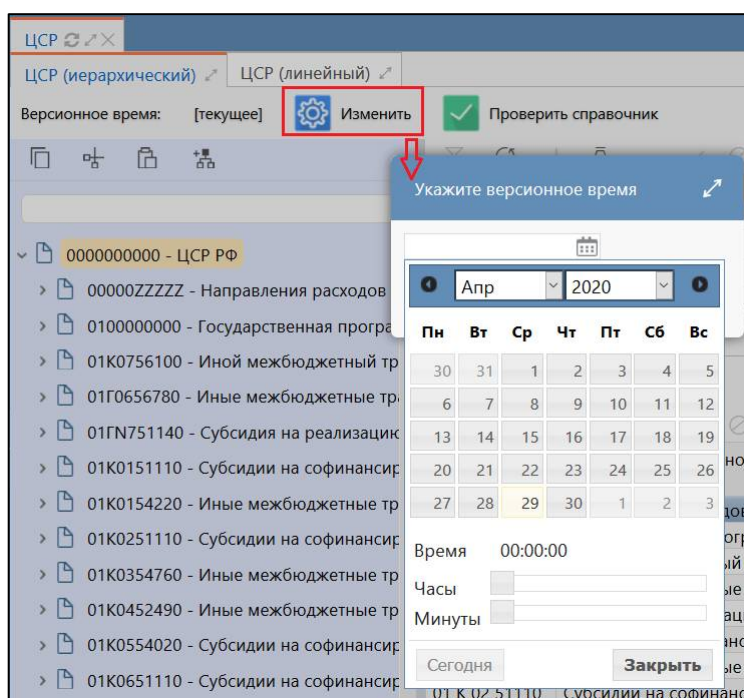 ЦСР
ЦСР (иерархический) ЦСР (линейный)
Версионное время: [текущее] Изменить Проверить справочник
Укажите версионное время
0000000000 - ЦСР РФ
00000ZZZZZ - Направления расходов
0100000000 - Государственная програ
01К0756100 - Иной межбюджетный тр
01Г0656780 - Иные межбюджетные тра
01ГN751140 - Субсидия на реализацию
01К0151110 - Субсидии на софинансир
01К0154220 - Иные межбюджетные тр
01К0251110 - Субсидии на софинансир
01К0354760 - Иные межбюджетные тр
01К0452490 - Иные межбюджетные тр
01К0554020 - Субсидии на софинансир
01К0651110 - Субсидии на софинансир
Апр 2020
Пн Вт Ср Чт Пт Сб Вс
30 31 1 2 3 4 5
6 7 8 9 10 11 12
13 14 15 16 17 18 19
20 21 22 23 24 25 26
27 28 29 30 1 2 3
Время 00:00:00
Часы
Минуты
Сегодня Закрыть
01 К 02 51110 Субсидии на софинанс